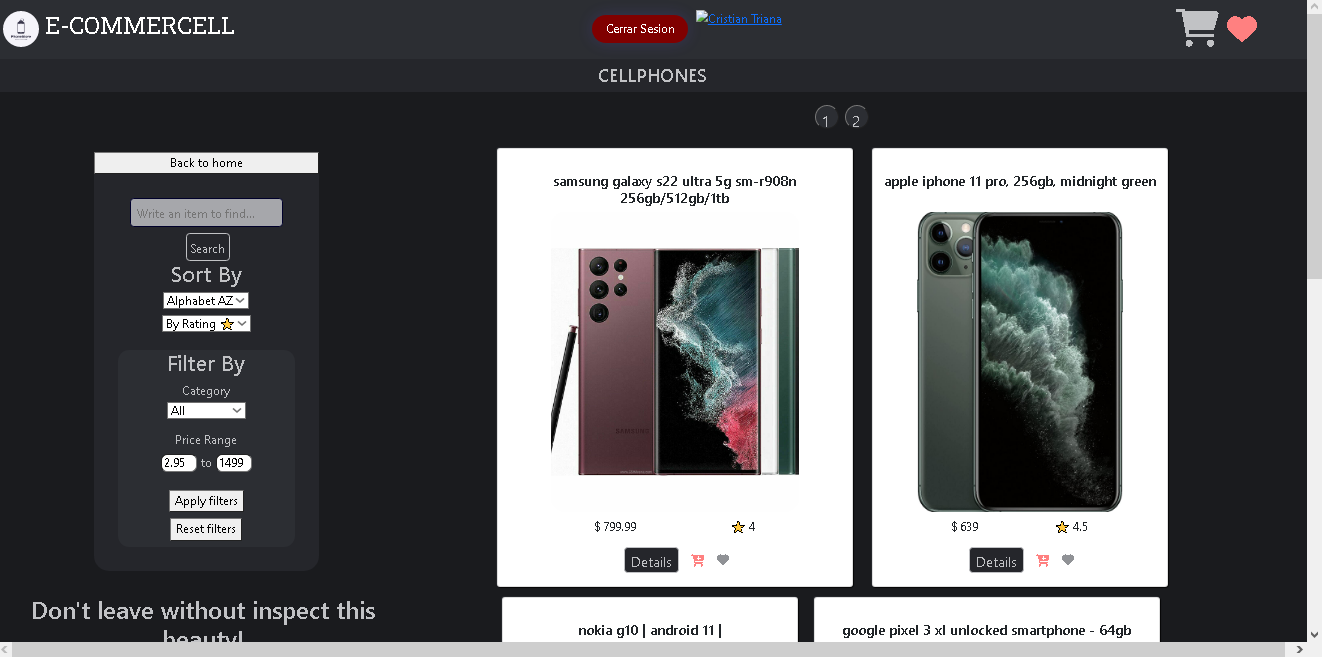 E-COMMERCELL
Cerrar Sesion
Cristian Triana
CELLPHONES
1 2
Back to home
Write an item to find...
Search
Sort By
Alphabet AZ
By Rating ⭐
Filter By
Category
All
Price Range
2.95 to 1499
Apply filters
Reset filters
Don't leave without inspect this
beauty!
samsung galaxy s22 ultra 5g sm-r908n
256gb/512gb/1tb
SAMSUNG
$ 799.99 ⭐ 4
Details
apple iphone 11 pro, 256gb, midnight green
$ 639 ⭐ 4.5
Details
nokia g10 | android 11 |
google pixel 3 xl unlocked smartphone - 64gb